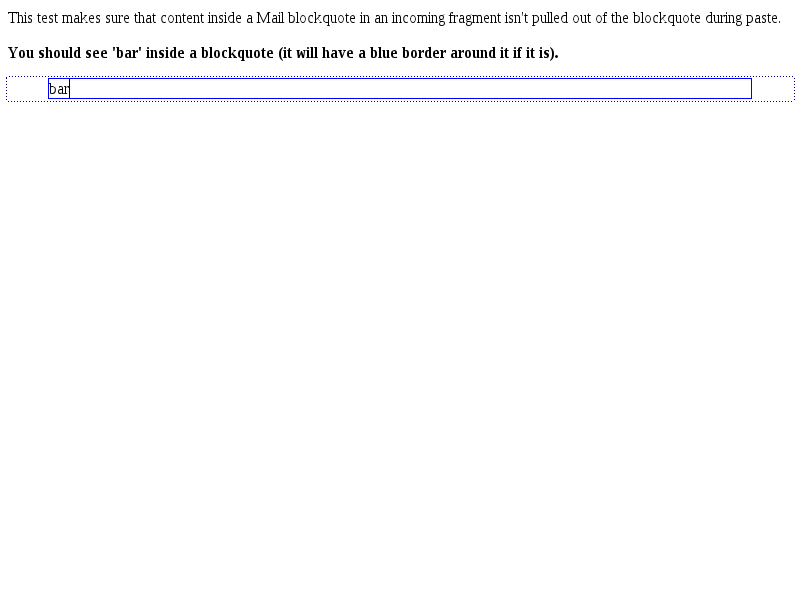 This test makes sure that content inside a Mail blockquote in an incoming fragment isn't pulled out of the blockquote during paste.
You should see 'bar' inside a blockquote (it will have a blue border around it if it is).
bar